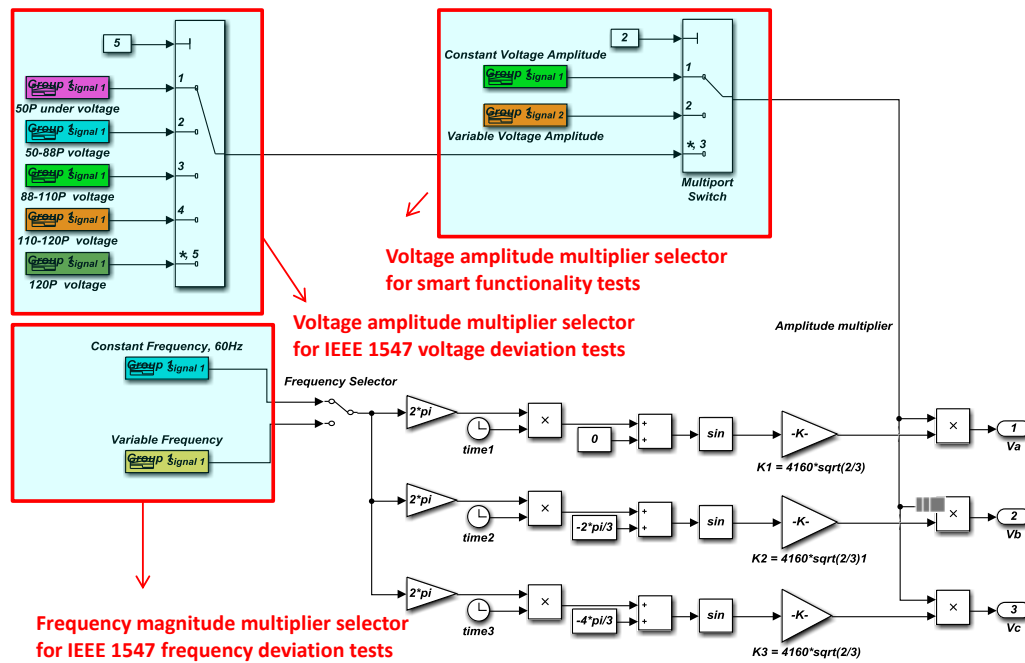 5
1
Group 1
Signal 1
50P under voltage
2
Signal 1
50-88P voltage
3
Group 1
Signal 1
88-110P voltage
4
Group 1
Signal 1
110-120P voltage
*, 5
Group 1
Signal 1
120P voltage
2
Constant Voltage Amplitude
1
Group 1
Signal 1
2
Group 1
Signal 2
Variable Voltage Amplitude
*, 3
Multiport
Switch
Voltage amplitude multiplier selector
for smart functionality tests
Voltage amplitude multiplier selector
for IEEE 1547 voltage deviation tests
Amplitude multiplier
Constant Frequency, 60Hz
Group 1
Signal 1
Variable Frequency
Group 1
Signal 1
Frequency Selector
2*pi
time1
×
0
+
+
sin
-K-
K1 = 4160*sqrt(2/3)
×
1
Va
2*pi
time2
×
-2*pi/3
+
+
sin
-K-
K2 = 4160*sqrt(2/3)1
×
2
Vb
2*pi
time3
×
-4*pi/3
+
+
sin
-K-
K3 = 4160*sqrt(2/3)
×
3
Vc
Frequency magnitude multiplier selector
for IEEE 1547 frequency deviation tests